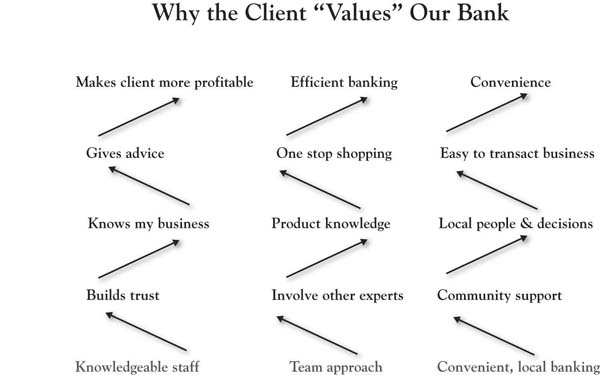 Why the Client “Values” Our Bank
Makes client more profitable
Efficient banking
Convenience
Gives advice
One stop shopping
Easy to transact business
Knows my business
Product knowledge
Local people & decisions
Builds trust
Involve other experts
Community support
Knowledgeable staff
Team approach
Convenient, local banking